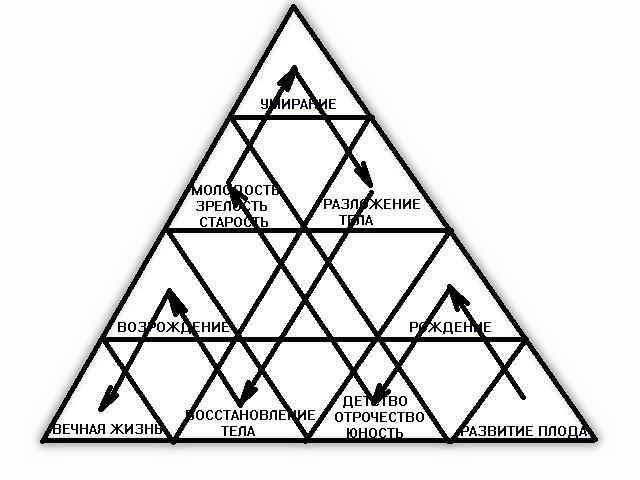 УМИРАНИЕ
МОЛОДОСТЬ
ЗРЕЛОСТЬ
СТАРОСТЬ
РАЗЛОЖЕНИЕ
ТЕЛА
ВОЗРОЖДЕНИЕ
РОЖДЕНИЕ
ВЕЧНАЯ ЖИЗНЬ
ВОССТАНОВЛЕНИЕ
ТЕЛА
ДЕТСТВО
ОТРОЧЕСТВО
ЮНОСТЬ
РАЗВИТИЕ ПЛОДА